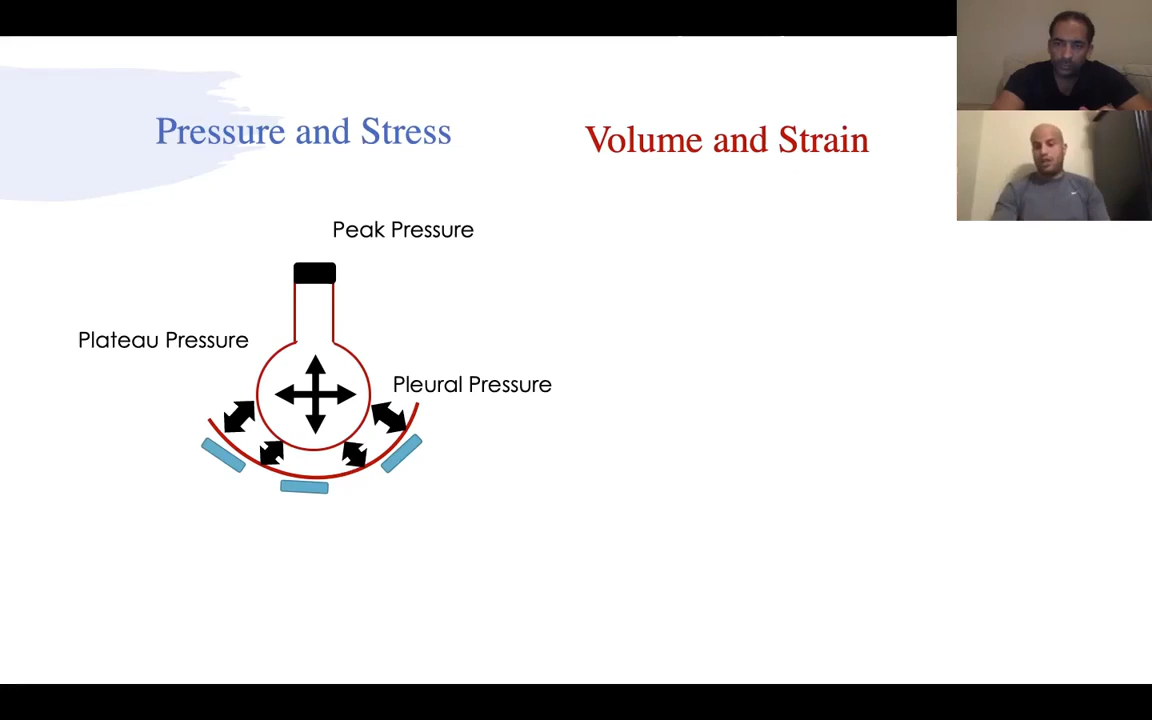 Pressure and Stress
Volume and Strain
Peak Pressure
Plateau Pressure
Pleural Pressure